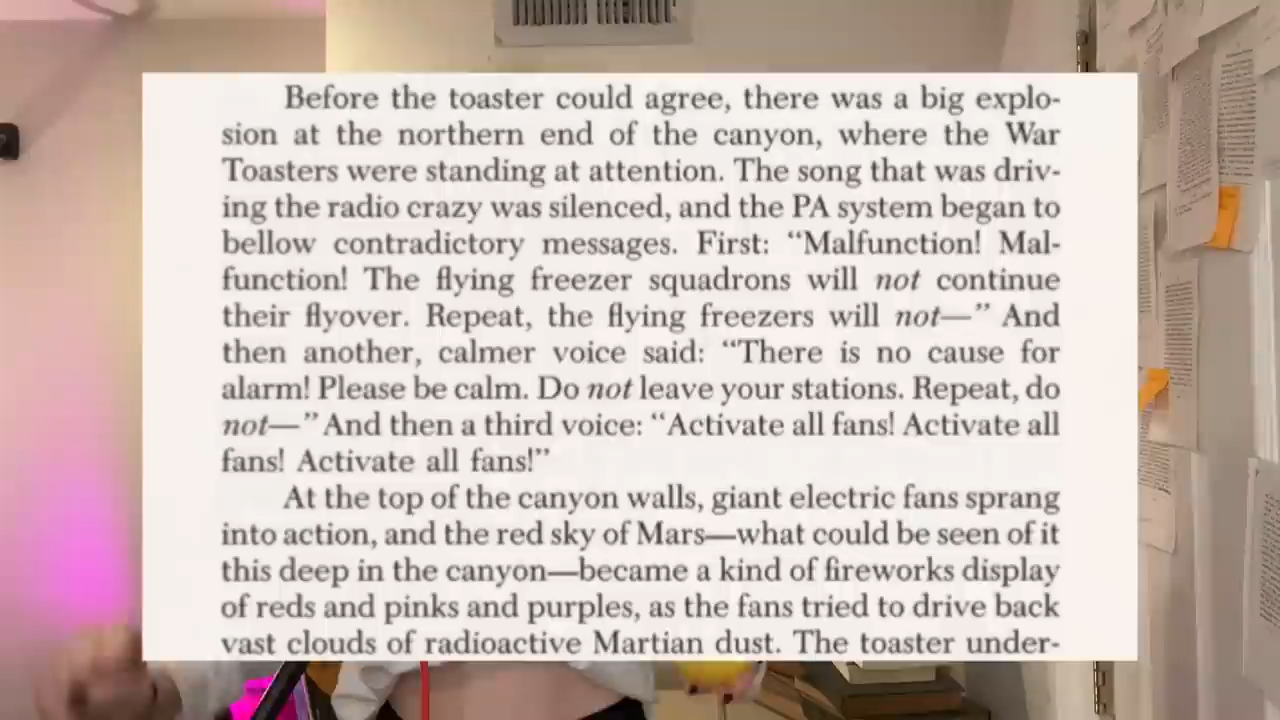 Before the toaster could agree, there was a big explo-
sion at the northern end of the canyon, where the War
Toasters were standing at attention. The song that was driv-
ing the radio crazy was silenced, and the PA system began to
bellow contradictory messages. First: “Malfunction! Mal-
function! The flying freezer squadrons will not continue
their flyover. Repeat, the flying freezers will not—” And
then another, calmer voice said: “There is no cause for
alarm! Please be calm. Do not leave your stations. Repeat, do
not—” And then a third voice: “Activate all fans! Activate all
fans! Activate all fans!”
At the top of the canyon walls, giant electric fans sprang
into action, and the red sky of Mars—what could be seen of it
this deep in the canyon—became a kind of fireworks display
of reds and pinks and purples, as the fans tried to drive back
vast clouds of radioactive Martian dust. The toaster under-